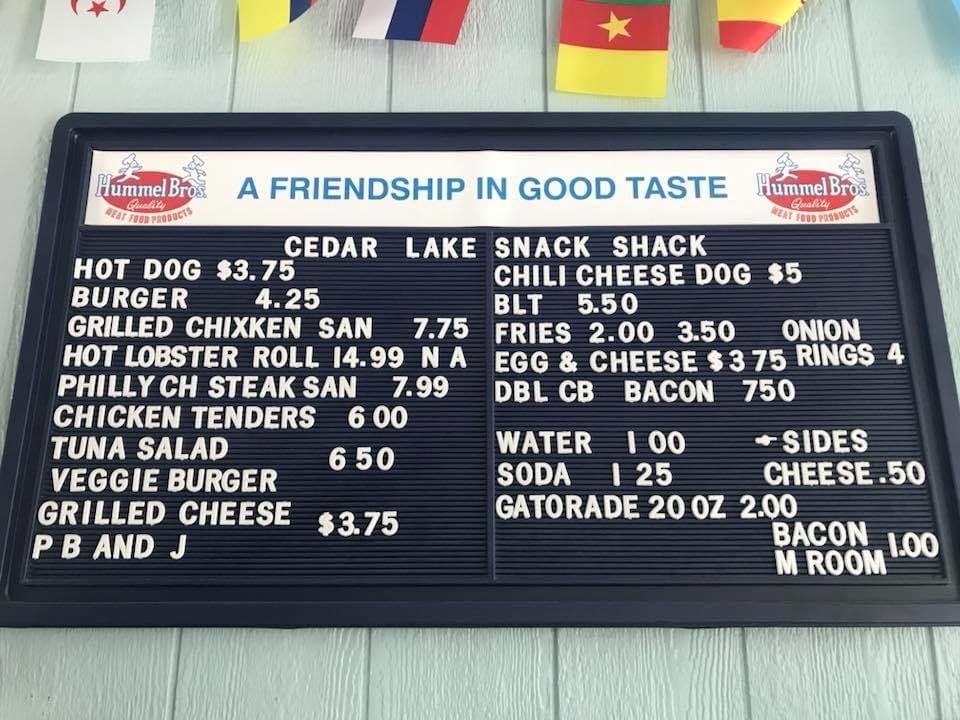 Hummel Bros.
Quality
MEAT FOOD PRODUCTS
A FRIENDSHIP IN GOOD TASTE
Hummel Bros.
Quality
MEAT FOOD PRODUCTS
CEDAR LAKE SNACK SHACK
HOT DOG $3.75
BURGER 4.25
GRILLED CHIXKEN SAN 7.75
HOT LOBSTER ROLL 14.99 N A
PHILLY CH STEAK SAN 7.99
CHICKEN TENDERS 6 00
TUNA SALAD
6 50
VEGGIE BURGER
GRILLED CHEESE
$3.75
P B AND J
CHILI CHEESE DOG $5
BLT 5.50
FRIES 2.00 3.50 ONION
EGG & CHEESE $3 75 RINGS 4
DBL CB BACON 750
WATER 1 00 SIDES
SODA 1 25 CHEESE .50
GATORADE 20 OZ 2.00
BACON
M ROOM 1.00